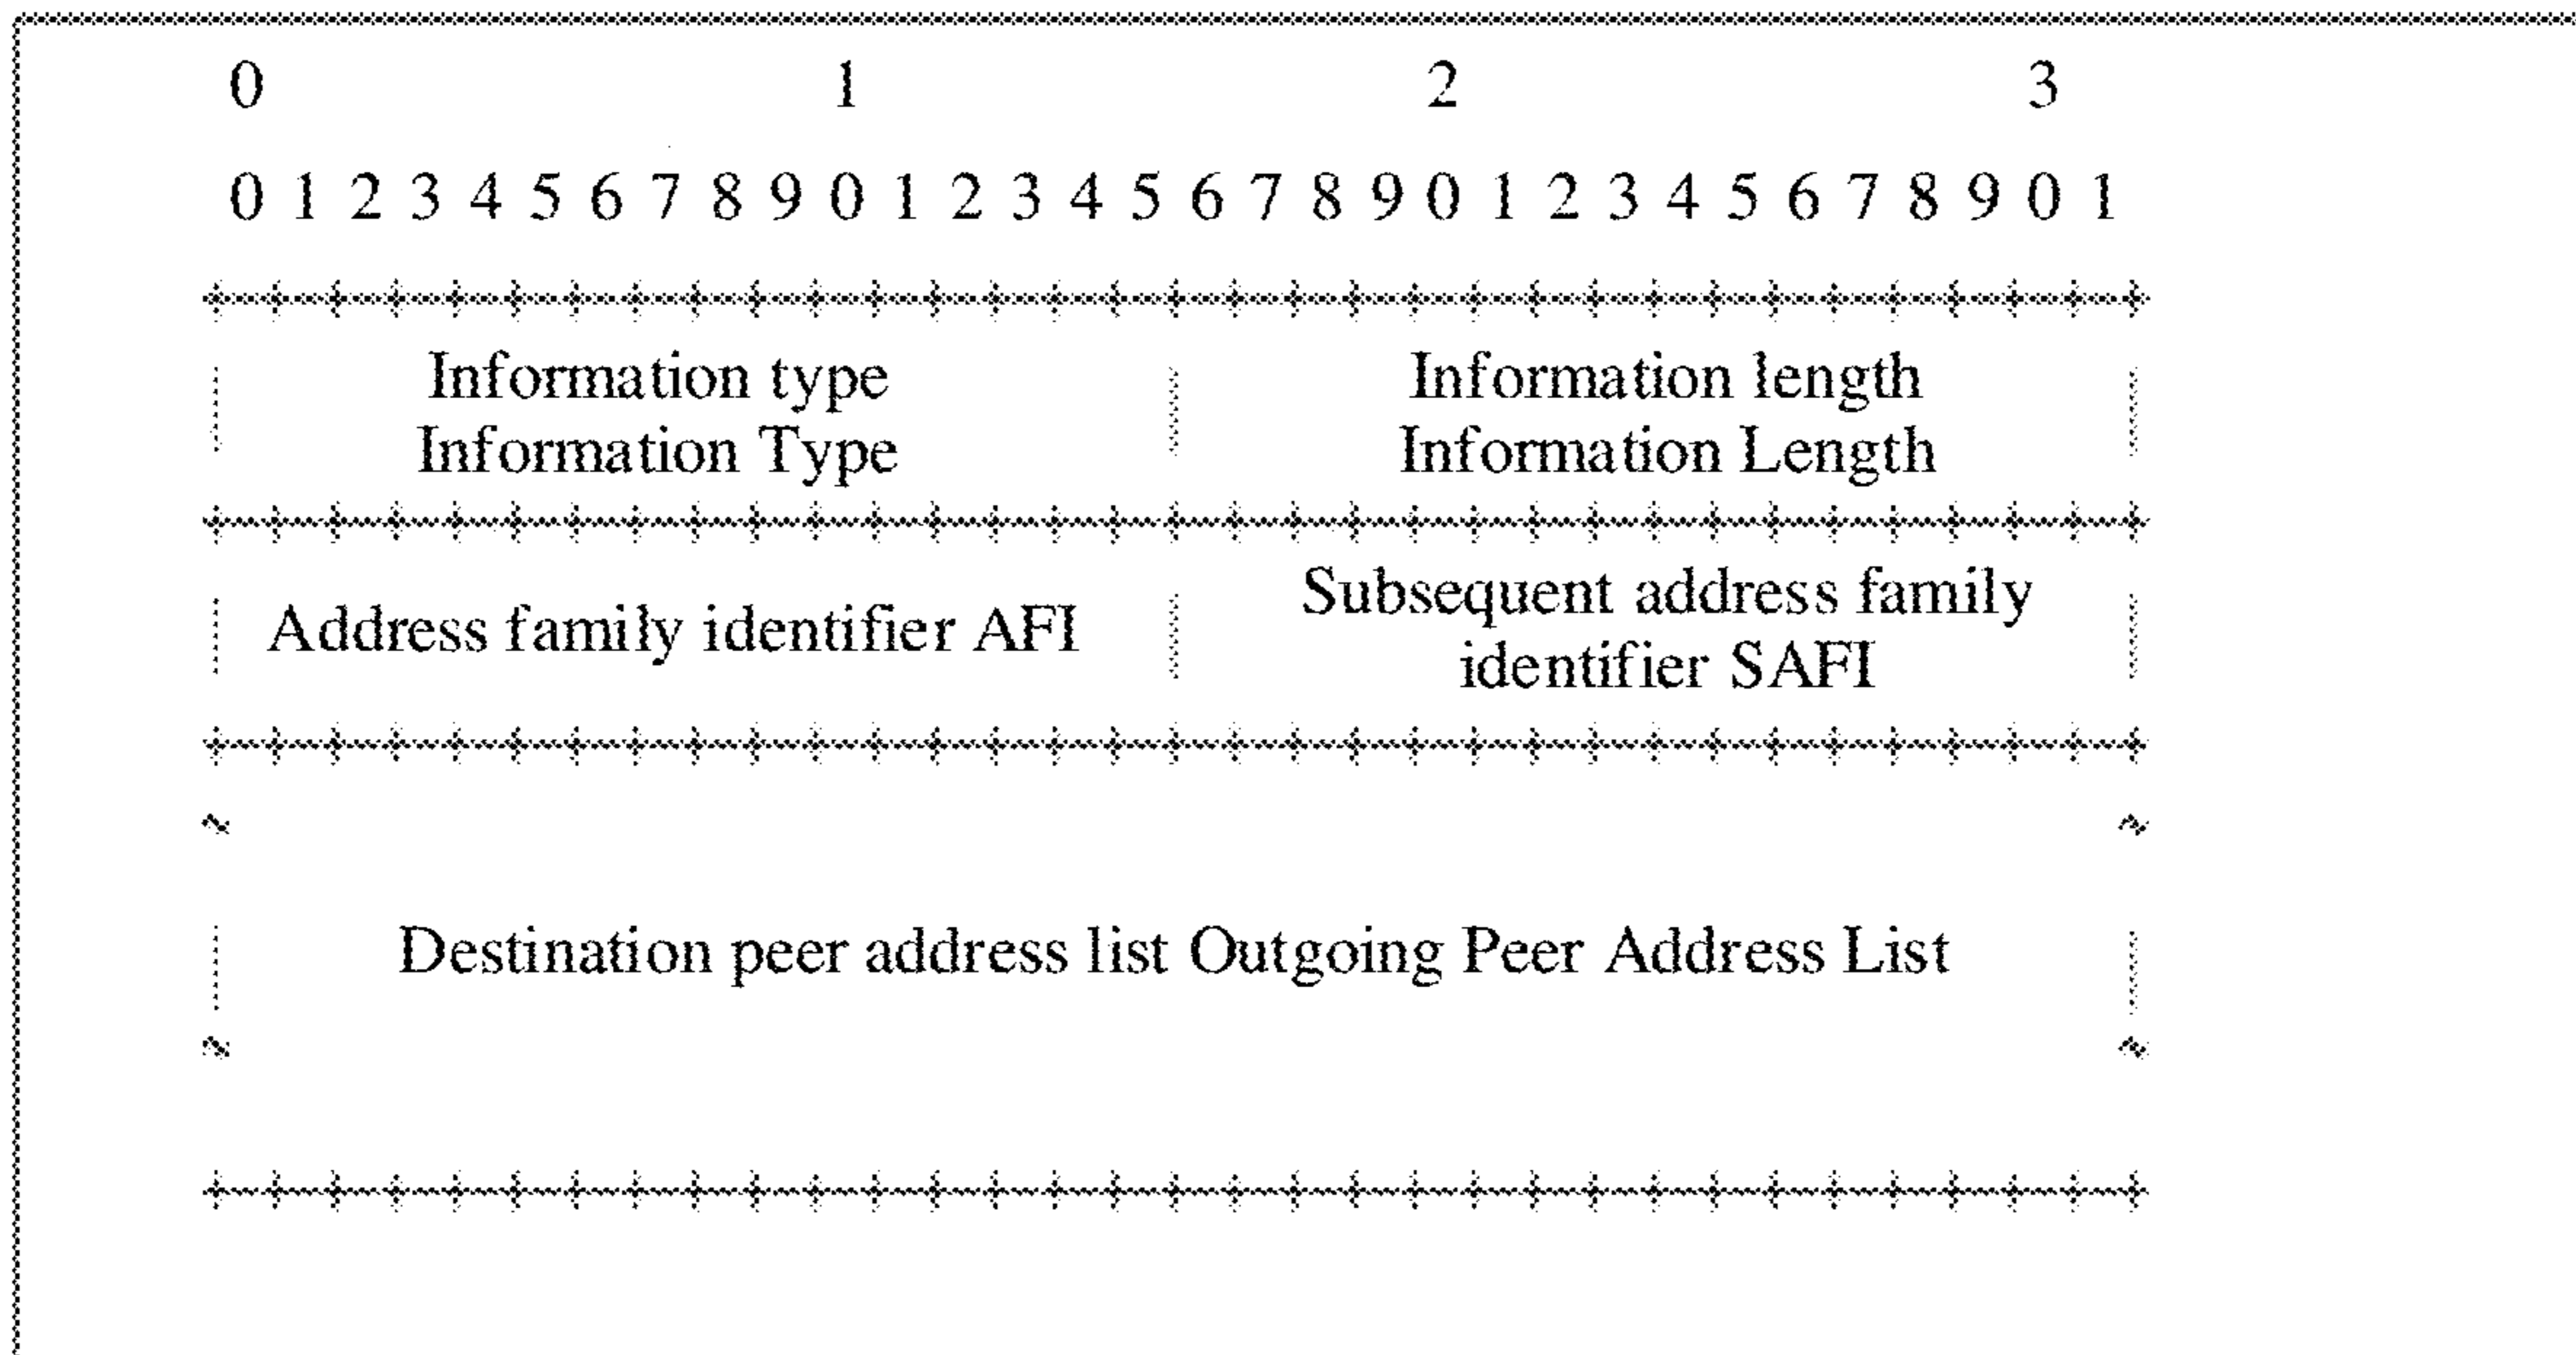 0 1 2 3
0 1 2 3 4 5 6 7 8 9 0 1 2 3 4 5 6 7 8 9 0 1 2 3 4 5 6 7 8 9 0 1
Information type
Information Type
Information length
Information Length
Address family identifier AFI
Subsequent address family
identifier SAFI
Destination peer address list Outgoing Peer Address List